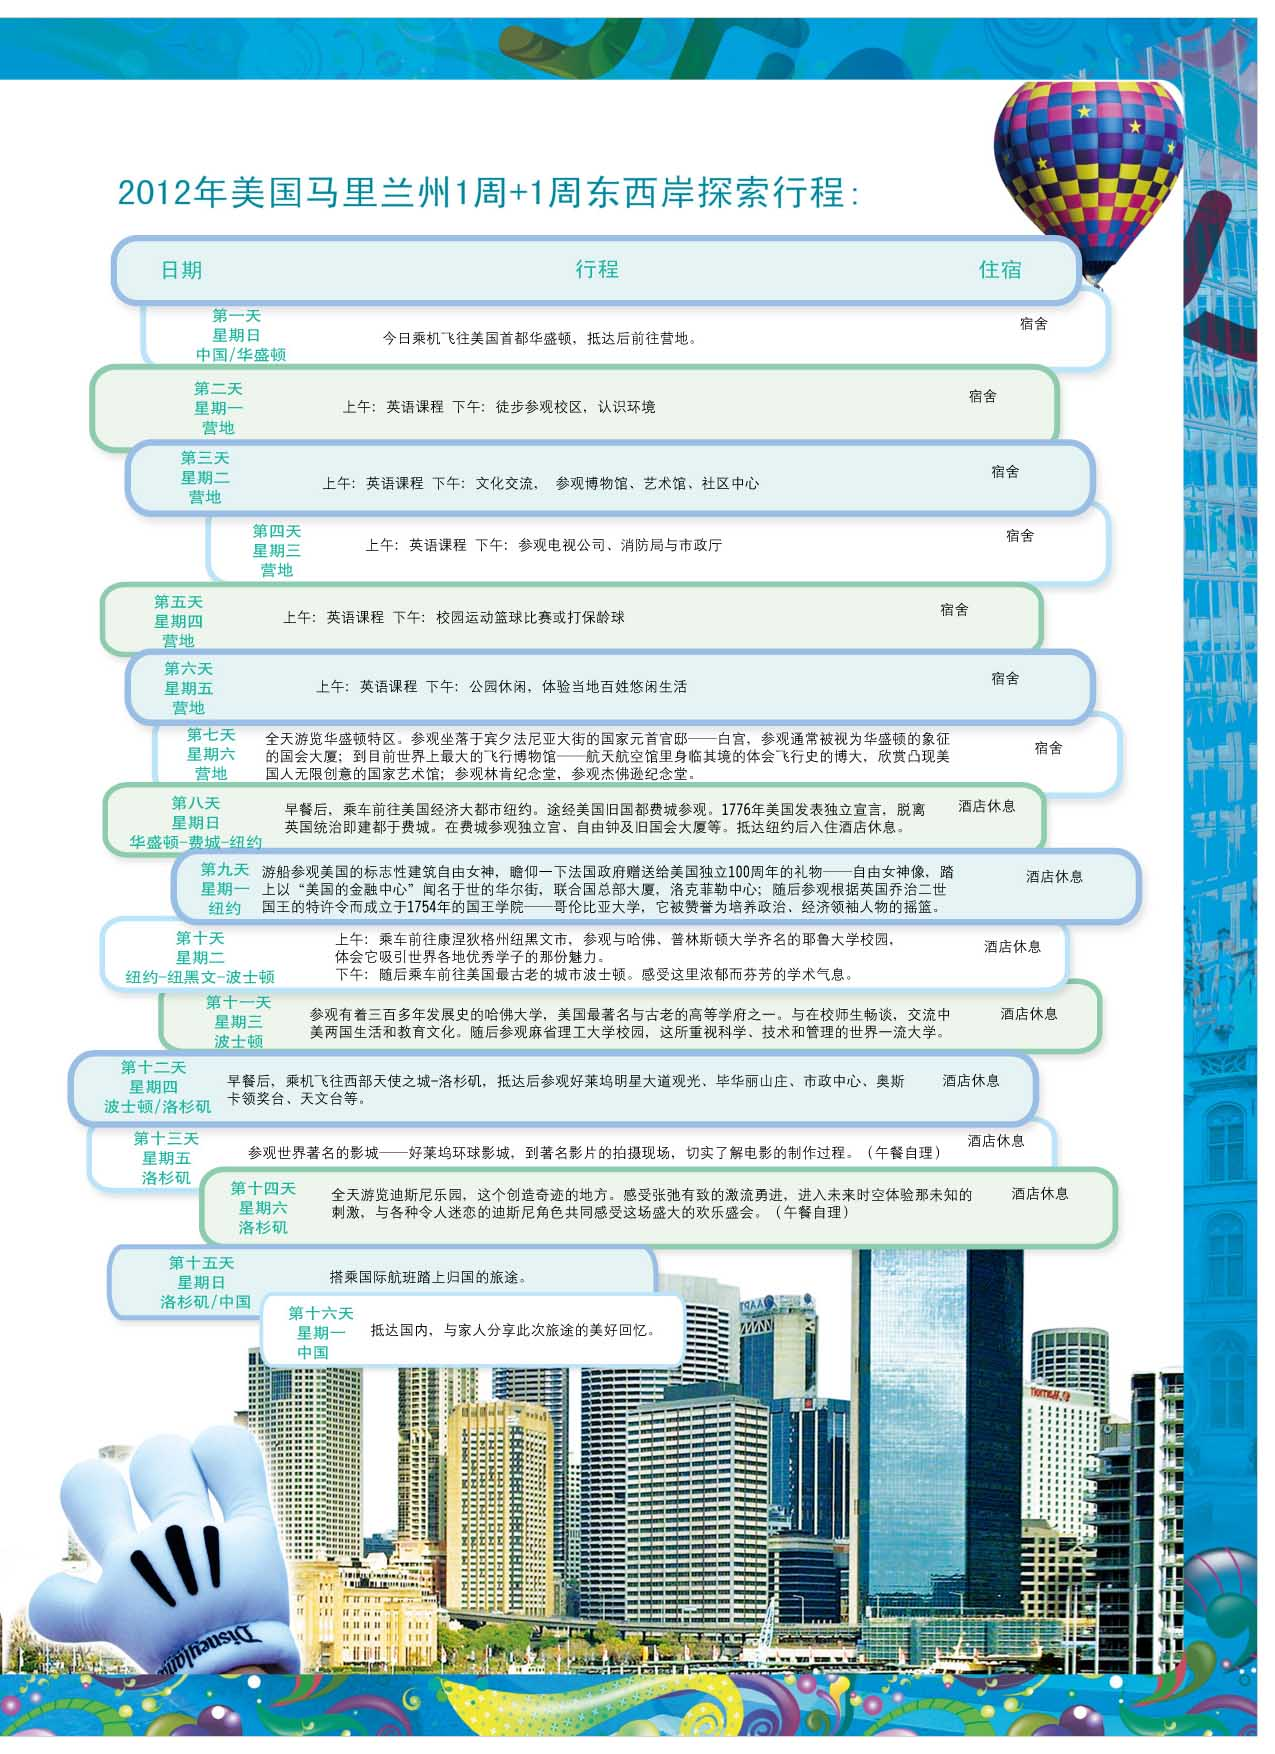 2012年美国马里兰州1周+1周东西岸探索行程：
日期 行程 住宿
第一天
星期日
中国/华盛顿
今日乘机飞往美国首都华盛顿，抵达后前往营地。
宿舍
第二天
星期一
营地
上午：英语课程 下午：徒步参观校区，认识环境
宿舍
第三天
星期二
营地
上午：英语课程 下午：文化交流， 参观博物馆、艺术馆、社区中心
宿舍
第四天
星期三
营地
上午：英语课程 下午：参观电视公司、消防局与市政厅
宿舍
第五天
星期四
营地
上午：英语课程 下午：校园运动篮球比赛或打保龄球
宿舍
第六天
星期五
营地
上午：英语课程 下午：公园休闲，体验当地百姓悠闲生活
宿舍
第七天
星期六
营地
全天游览华盛顿特区。参观坐落于宾夕法尼亚大街的国家元首官邸——白宫，参观通常被视为华盛顿的象征
的国会大厦；到目前世界上最大的飞行博物馆——航天航空馆里身临其境的体会飞行史的博大，欣赏凸现美
国人无限创意的国家艺术馆；参观林肯纪念堂，参观杰佛逊纪念堂。
宿舍
第八天
星期日
华盛顿-费城-纽约
早餐后，乘车前往美国经济大都市纽约。途经美国旧国都费城参观。1776年美国发表独立宣言，脱离
英国统治即建都于费城。在费城参观独立宫、自由钟及旧国会大厦等。抵达纽约后入住酒店休息。
酒店休息
第九天
星期一
纽约
游船参观美国的标志性建筑自由女神，瞻仰一下法国政府赠送给美国独立100周年的礼物——自由女神像，踏
上以“美国的金融中心”闻名于世的华尔街，联合国总部大厦，洛克菲勒中心；随后参观根据英国乔治二世
国王的特许令而成立于1754年的国王学院——哥伦比亚大学，它被赞誉为培养政治、经济领袖人物的摇篮。
酒店休息
第十天
星期二
纽约-纽黑文-波士顿
上午：乘车前往康涅狄格州纽黑文市，参观与哈佛、普林斯顿大学齐名的耶鲁大学校园，
体会它吸引世界各地优秀学子的那份魅力。
下午：随后乘车前往美国最古老的城市波士顿。感受这里浓郁而芬芳的学术气息。
酒店休息
第十一天
星期三
波士顿
参观有着三百多年发展史的哈佛大学，美国最著名与古老的高等学府之一。与在校师生畅谈，交流中
美两国生活和教育文化。随后参观麻省理工大学校园，这所重视科学、技术和管理的世界一流大学。
酒店休息
第十二天
星期四
波士顿/洛杉矶
早餐后，乘机飞往西部天使之城-洛杉矶，抵达后参观好莱坞明星大道观光、毕华丽山庄、市政中心、奥斯
卡领奖台、天文台等。
酒店休息
第十三天
星期五
洛杉矶
参观世界著名的影城——好莱坞环球影城，到著名影片的拍摄现场，切实了解电影的制作过程。（午餐自理）
酒店休息
第十四天
星期六
洛杉矶
全天游览迪斯尼乐园，这个创造奇迹的地方。感受张弛有致的激流勇进，进入未来时空体验那未知的
刺激，与各种令人迷恋的迪斯尼角色共同感受这场盛大的欢乐盛会。（午餐自理）
酒店休息
第十五天
星期日
洛杉矶/中国
搭乘国际航班踏上归国的旅途。
第十六天
星期一
中国
抵达国内，与家人分享此次旅途的美好回忆。
Disneyland